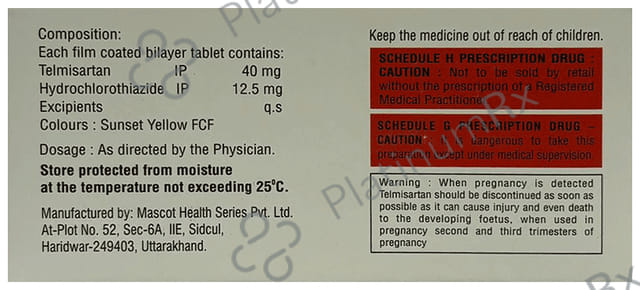 Composition:
Each film coated bilayer tablet contains:
Telmisartan IP 40 mg
Hydrochlorothiazide IP 12.5 mg
Excipients q.s
Colours : Sunset Yellow FCF
Dosage : As directed by the Physician.
Store protected from moisture
at the temperature not exceeding 25°C.
Manufactured by: Mascot Health Series Pvt. Ltd.
At-Plot No. 52, Sec-6A, IIE, Sidcul,
Haridwar-249403, Uttarakhand.
Keep the medicine out of reach of children.
SCHEDULE H PRESCRIPTION DRUG :
CAUTION : Not to be sold by retail
without the prescription of a Registered
Medical Practitioner
SCHEDULE G PRESCRIPTION DRUG –
CAUTION : It is dangerous to take this
preparation except under medical supervision.
Warning : When pregnancy is detected
Telmisartan should be discontinued as soon as
possible as it can cause injury and even death
to the developing foetus, when used in
pregnancy second and third trimesters of
pregnancy
PlatinumRx